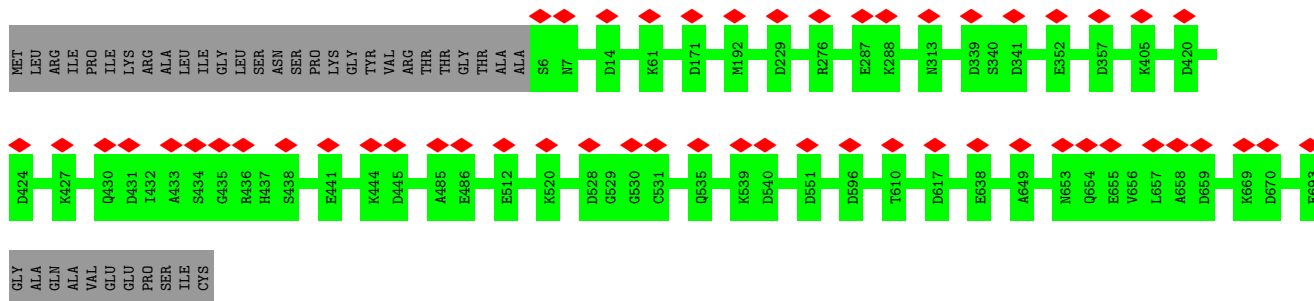 MET LEU ARG ILE PRO ILE LYS ARG ALA LEU ILE GLY LEU SER ASN SER PRO LYS GLY TYR VAL ARG THR THR GLY THR ALA ALA S6 N7 D14 K61 D171 M192 D229 R276 E287 K288 N313 D339 S340 D341 E352 D357 K405 D420
D424 K427 Q430 D431 I432 A433 S434 G435 R436 H437 S438 E441 K444 D445 A485 E486 E512 K520 D528 G529 G530 C531 Q535 K539 D540 D551 D596 T610 D617 E638 A649 N653 Q654 E655 V656 L657 A658 D659 K669 D670
GLY ALA GLN ALA VAL GLU GLU PRO SER ILE CYS